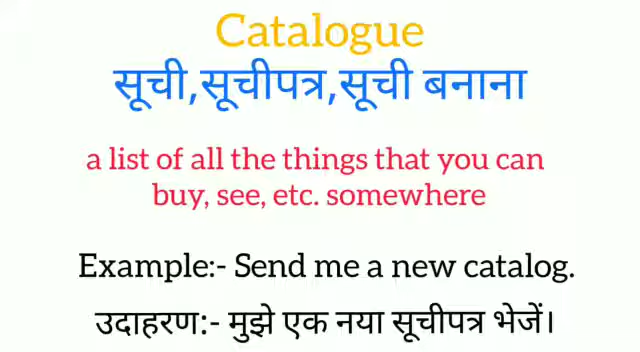 Catalogue
सूची,सूचीपत्र,सूची बनाना
a list of all the things that you can
buy, see, etc. somewhere
Example:- Send me a new catalog.
उदाहरण:- मुझे एक नया सूचीपत्र भेजें।